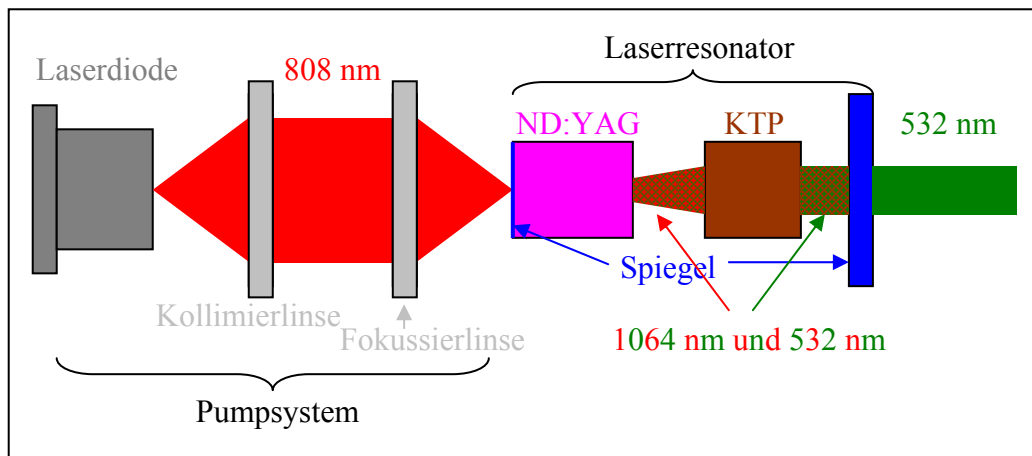 Laserresonator
Laserdiode
808 nm
ND:YAG
KTP
532 nm
Spiegel
Kollimierlinse
Fokussierlinse
1064 nm und 532 nm
Pumpsystem